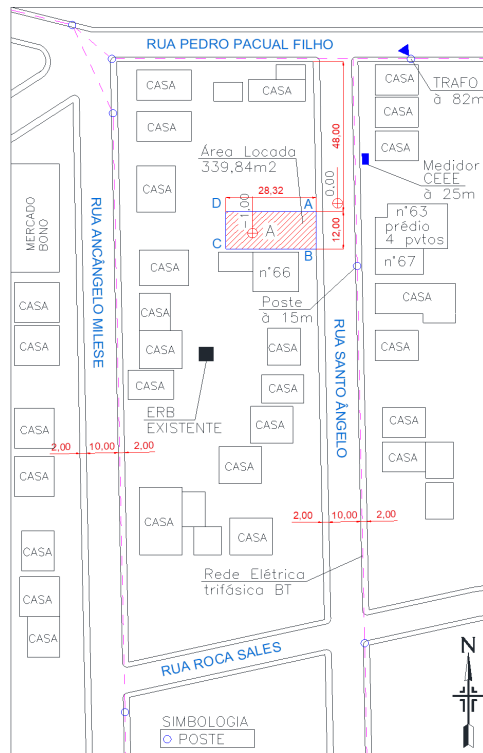 RUA PEDRO PACUAL FILHO
CASA
CASA
CASA
TRAFO
à 82m
CASA
CASA
CASA
48,00
Área Locada
339,84m2
Medidor
CEEE
à 25m
CASA
28,32
D
A
0,00
-1,00
A
12,00
C
B
n°63
prédio
4 pvtos
MERCADO
BONO
RUA ANCÂNGELO MILESE
CASA
n°66
n°67
Poste
à 15m
CASA
CASA
CASA
CASA
CASA
CASA
RUA SANTO ÂNGELO
CASA
CASA
CASA
CASA
ERB
EXISTENTE
CASA
CASA
CASA
2,00
10,00
2,00
CASA
CASA
CASA
CASA
CASA
2,00
10,00
2,00
CASA
CASA
Rede Elétrica
trifásica BT
CASA
CASA
RUA ROCA SALES
N
SIMBOLOGIA
POSTE